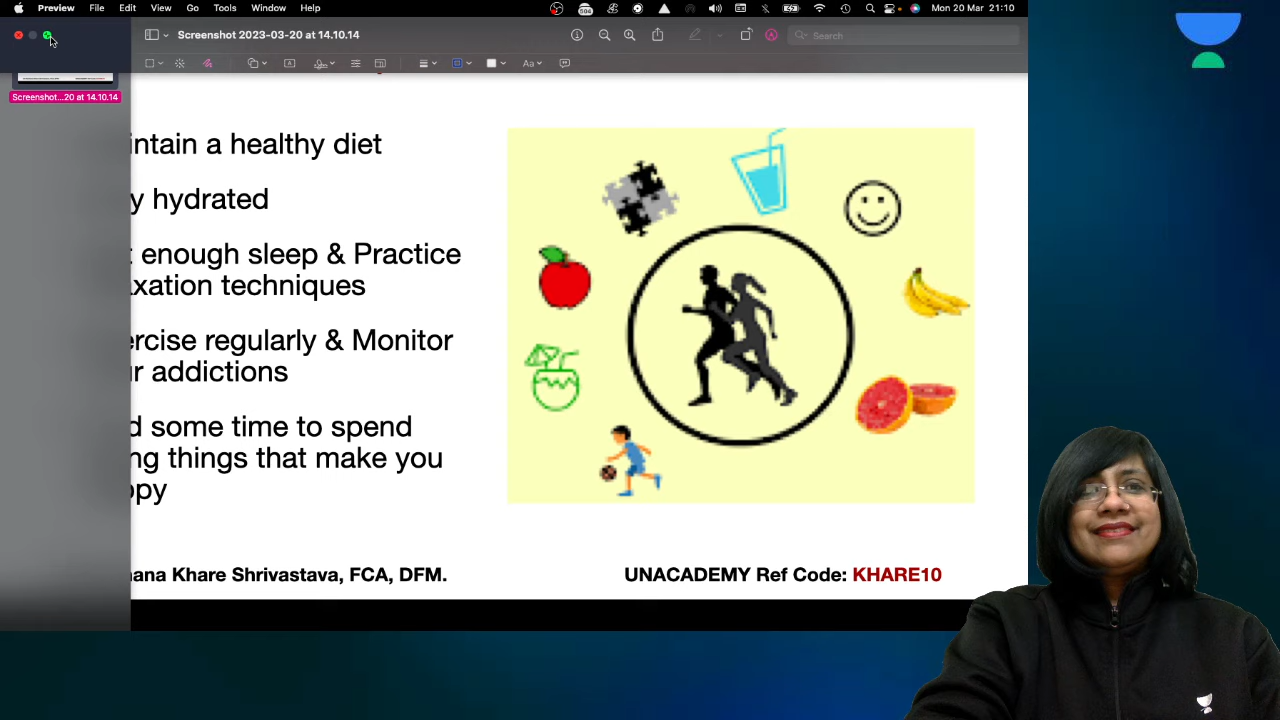 Preview File Edit View Go Tools Window Help
Mon 20 Mar 21:10
Screenshot 2023-03-20 at 14.10.14
Search
Aa
Screenshot...20 at 14.10.14
intain a healthy diet
y hydrated
enough sleep & Practice
axation techniques
ercise regularly & Monitor
ur addictions
d some time to spend
ng things that make you
ppy
hana Khare Shrivastava, FCA, DFM.
UNACADEMY Ref Code: KHARE10